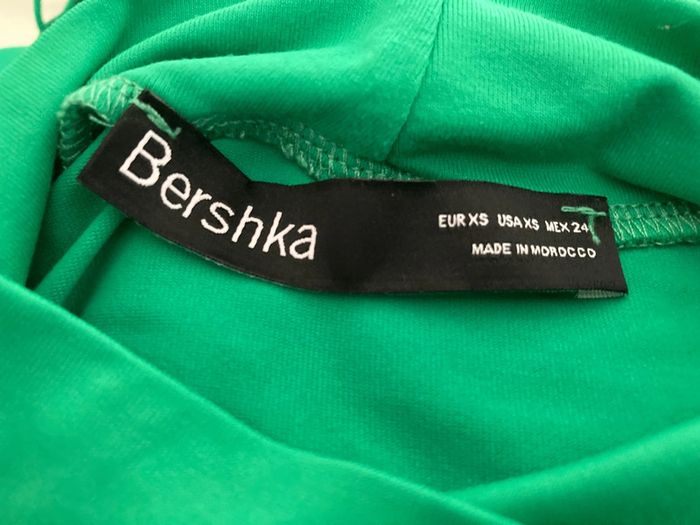 Bershka
EUR XS USA XS MEX 24
MADE IN MOROCCO